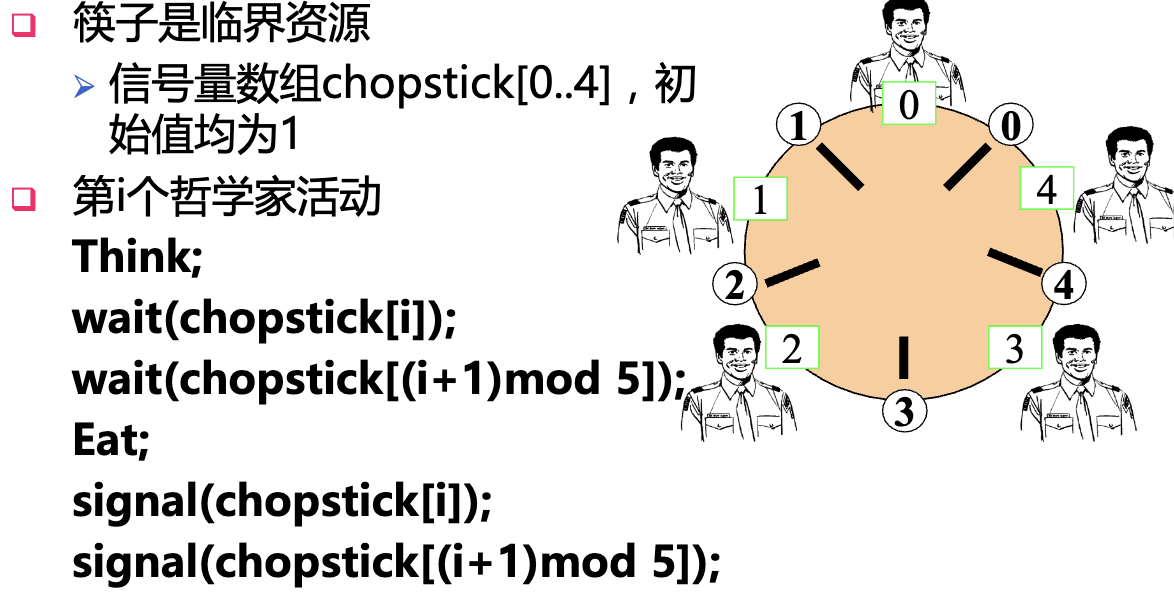 筷子是临界资源
信号量数组chopstick[0..4]，初
始值均为1
第i个哲学家活动
Think;
wait(chopstick[i]);
wait(chopstick[(i+1)mod 5]);
Eat;
signal(chopstick[i]);
signal(chopstick[(i+1)mod 5]);
0
1
0
1
4
2
4
2
3
3